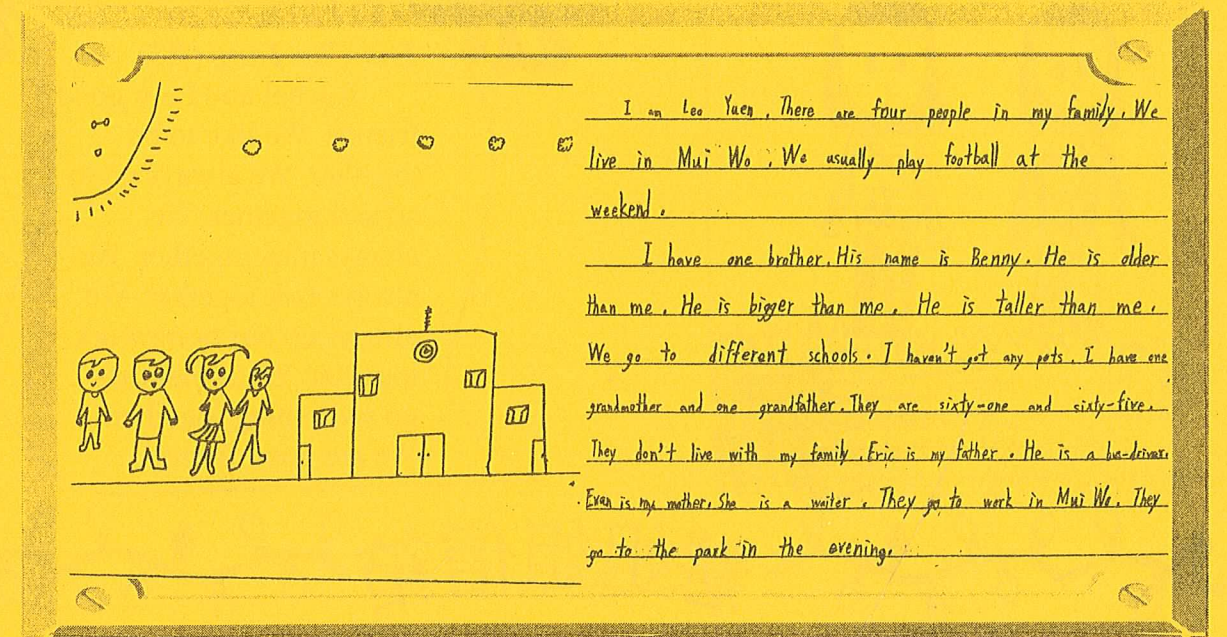 I am Leo Yuen. There are four people in my family. We
live in Mui Wo. We usually play football at the
weekend.
I have one brother. His name is Benny. He is older
than me. He is bigger than me. He is taller than me.
We go to different schools. I haven't got any pets. I have one
grandmother and one grandfather. They are sixty-one and sixty-five.
They don't live with my family. Eric is my father. He is a bus-driver.
Evan is my mother. She is a waiter. They go to work in Mui Wo. They
go to the park in the evening.